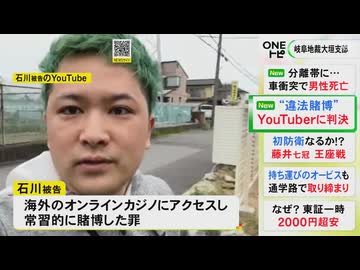 石川被告のYouTube
ONE
トピ
岐阜地裁大垣支部
New 分離帯に…
車衝突で男性死亡
New “違法賭博”
YouTuberに判決
初防衛なるか!?
藤井七冠 王座戦
持ち運びのオービスも
通学路で取り締まり
なぜ?東証一時
2000円超安
石川被告
海外のオンラインカジノにアクセスし
常習的に賭博した罪